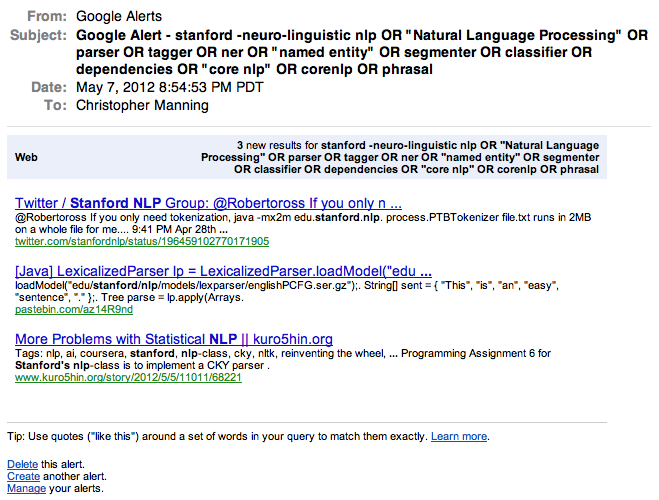 From: Google Alerts
Subject: Google Alert - stanford -neuro-linguistic nlp OR "Natural Language Processing" OR
parser OR tagger OR ner OR "named entity" OR segmenter OR classifier OR
dependencies OR "core nlp" OR corenlp OR phrasal
Date: May 7, 2012 8:54:53 PM PDT
To: Christopher Manning
Web
3 new results for stanford -neuro-linguistic nlp OR "Natural Language
Processing" OR parser OR tagger OR ner OR "named entity" OR segmenter
OR classifier OR dependencies OR "core nlp" OR corenlp OR phrasal
Twitter / Stanford NLP Group: @Robertoross If you only n ...
@Robertoross If you only need tokenization, java -mx2m edu.stanford.nlp. process.PTBTokenizer file.txt runs in 2MB
on a whole file for me.... 9:41 PM Apr 28th ...
twitter.com/stanfordnlp/status/196459102770171905
[Java] LexicalizedParser lp = LexicalizedParser.loadModel("edu ...
loadModel("edu/stanford/nlp/models/lexparser/englishPCFG.ser.gz");. String[] sent = { "This", "is", "an", "easy",
"sentence", "." };. Tree parse = lp.apply(Arrays.
pastebin.com/az14R9nd
More Problems with Statistical NLP || kuro5hin.org
Tags: nlp, ai, coursera, stanford, nlp-class, cky, nltk, reinventing the wheel, ... Programming Assignment 6 for
Stanford's nlp-class is to implement a CKY parser .
www.kuro5hin.org/story/2012/5/5/11011/68221
Tip: Use quotes ("like this") around a set of words in your query to match them exactly. Learn more.
Delete this alert.
Create another alert.
Manage your alerts.